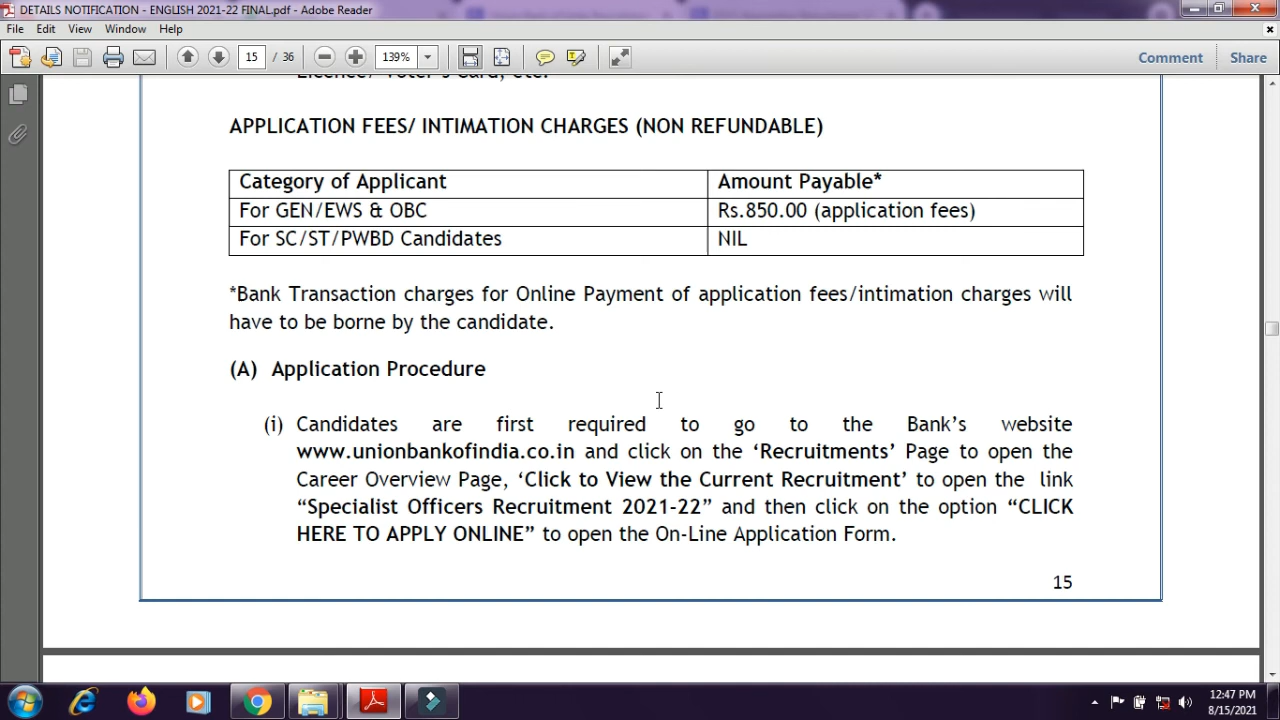 DETAILS NOTIFICATION - ENGLISH 2021-22 FINAL.pdf - Adobe Reader
File Edit View Window Help
15 / 36 139% Comment Share
Licence/ Voter's Card, etc.
APPLICATION FEES/ INTIMATION CHARGES (NON REFUNDABLE)
Category of Applicant Amount Payable*
For GEN/EWS & OBC Rs.850.00 (application fees)
For SC/ST/PWBD Candidates NIL
*Bank Transaction charges for Online Payment of application fees/intimation charges will
have to be borne by the candidate.
(A) Application Procedure
(i) Candidates are first required to go to the Bank's website
www.unionbankofindia.co.in and click on the 'Recruitments' Page to open the
Career Overview Page, 'Click to View the Current Recruitment' to open the link
“Specialist Officers Recruitment 2021-22” and then click on the option “CLICK
HERE TO APPLY ONLINE” to open the On-Line Application Form.
15
12:47 PM
8/15/2021